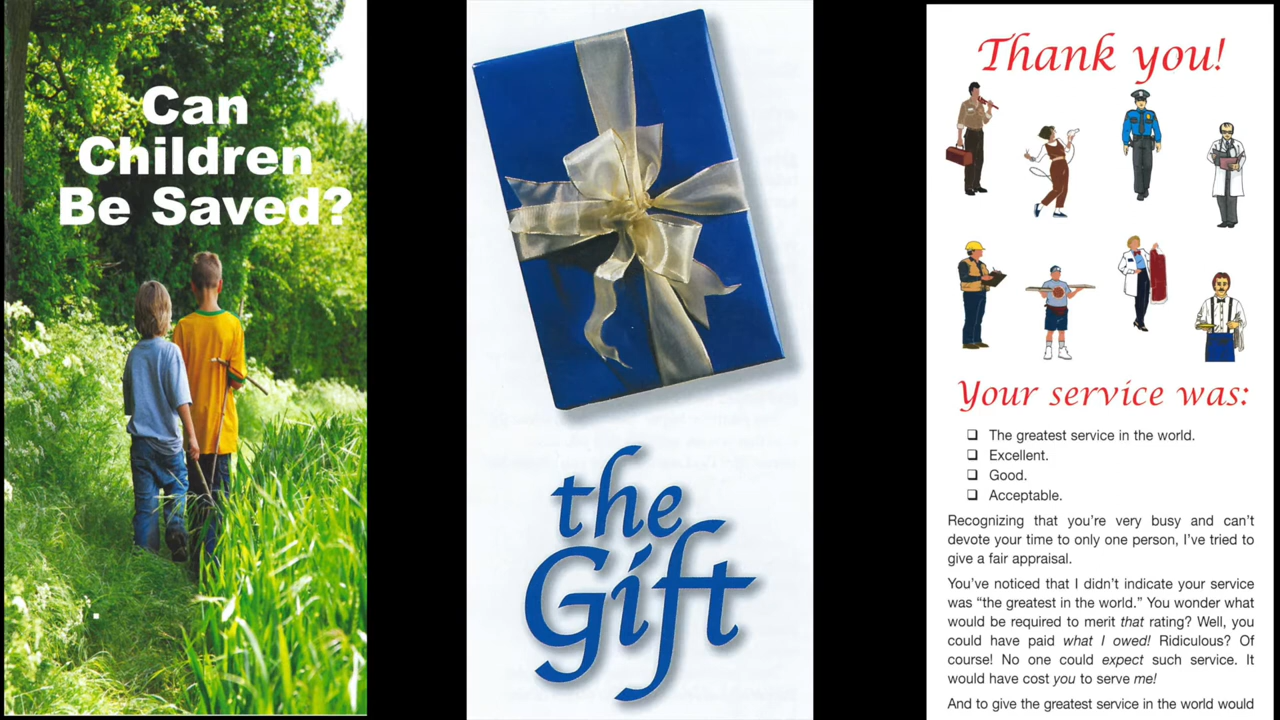 Can
Children
Be Saved?
the
Gift
Thank you!
Your service was:
❑ The greatest service in the world.
❑ Excellent.
❑ Good.
❑ Acceptable.
Recognizing that you're very busy and can't
devote your time to only one person, I've tried to
give a fair appraisal.
You've noticed that I didn't indicate your service
was “the greatest in the world.” You wonder what
would be required to merit that rating? Well, you
could have paid what I owed! Ridiculous? Of
course! No one could expect such service. It
would have cost you to serve me!
And to give the greatest service in the world would